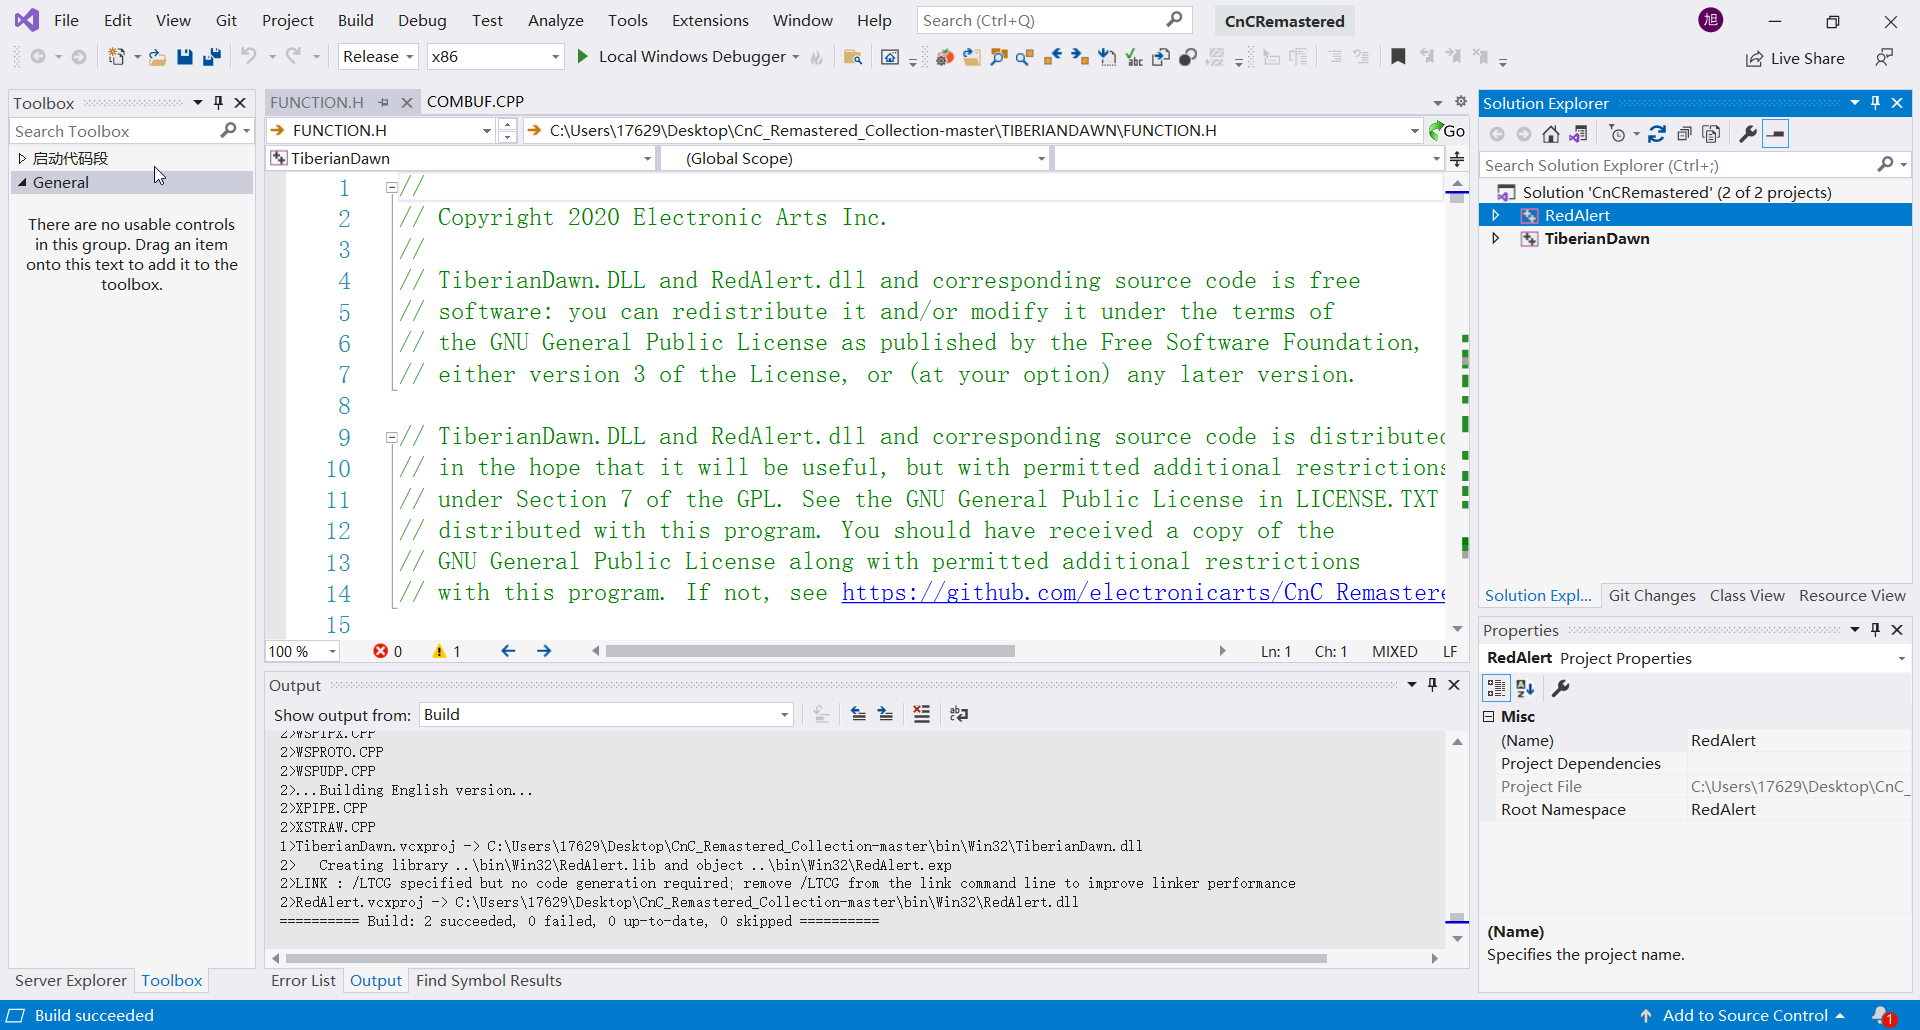 File Edit View Git Project Build Debug Test Analyze Tools Extensions Window Help Search (Ctrl+Q) CnCRemastered 旭
Release x86 Local Windows Debugger Live Share
Toolbox
Search Toolbox
启动代码段
General
There are no usable controls
in this group. Drag an item
onto this text to add it to the
toolbox.
Server Explorer Toolbox
FUNCTION.H COMBUF.CPP
FUNCTION.H C:\Users\17629\Desktop\CnC_Remastered_Collection-master\TIBERIANDAWN\FUNCTION.H Go
TiberianDawn (Global Scope)
1 //
2 // Copyright 2020 Electronic Arts Inc.
3 //
4 // TiberianDawn.DLL and RedAlert.dll and corresponding source code is free
5 // software: you can redistribute it and/or modify it under the terms of
6 // the GNU General Public License as published by the Free Software Foundation,
7 // either version 3 of the License, or (at your option) any later version.
8
9 // TiberianDawn.DLL and RedAlert.dll and corresponding source code is distributed
10 // in the hope that it will be useful, but with permitted additional restrictions
11 // under Section 7 of the GPL. See the GNU General Public License in LICENSE.TXT
12 // distributed with this program. You should have received a copy of the
13 // GNU General Public License along with permitted additional restrictions
14 // with this program. If not, see https://github.com/electronicarts/CnC_Remastere
15
100 % 0 1 Ln: 1 Ch: 1 MIXED LF
Output
Show output from: Build
2>WSPIPX.CPP
2>WSPROTO.CPP
2>WSPUDP.CPP
2>...Building English version...
2>XPIPE.CPP
2>XSTRAW.CPP
1>TiberianDawn.vcxproj -> C:\Users\17629\Desktop\CnC_Remastered_Collection-master\bin\Win32\TiberianDawn.dll
2>   Creating library ..\bin\Win32\RedAlert.lib and object ..\bin\Win32\RedAlert.exp
2>LINK : /LTCG specified but no code generation required; remove /LTCG from the link command line to improve linker performance
2>RedAlert.vcxproj -> C:\Users\17629\Desktop\CnC_Remastered_Collection-master\bin\Win32\RedAlert.dll
========== Build: 2 succeeded, 0 failed, 0 up-to-date, 0 skipped ==========
Error List Output Find Symbol Results
Solution Explorer
Search Solution Explorer (Ctrl+;)
Solution 'CnCRemastered' (2 of 2 projects)
RedAlert
TiberianDawn
Solution Expl... Git Changes Class View Resource View
Properties
RedAlert Project Properties
Misc
(Name) RedAlert
Project Dependencies
Project File C:\Users\17629\Desktop\CnC_
Root Namespace RedAlert
(Name)
Specifies the project name.
Build succeeded Add to Source Control 1